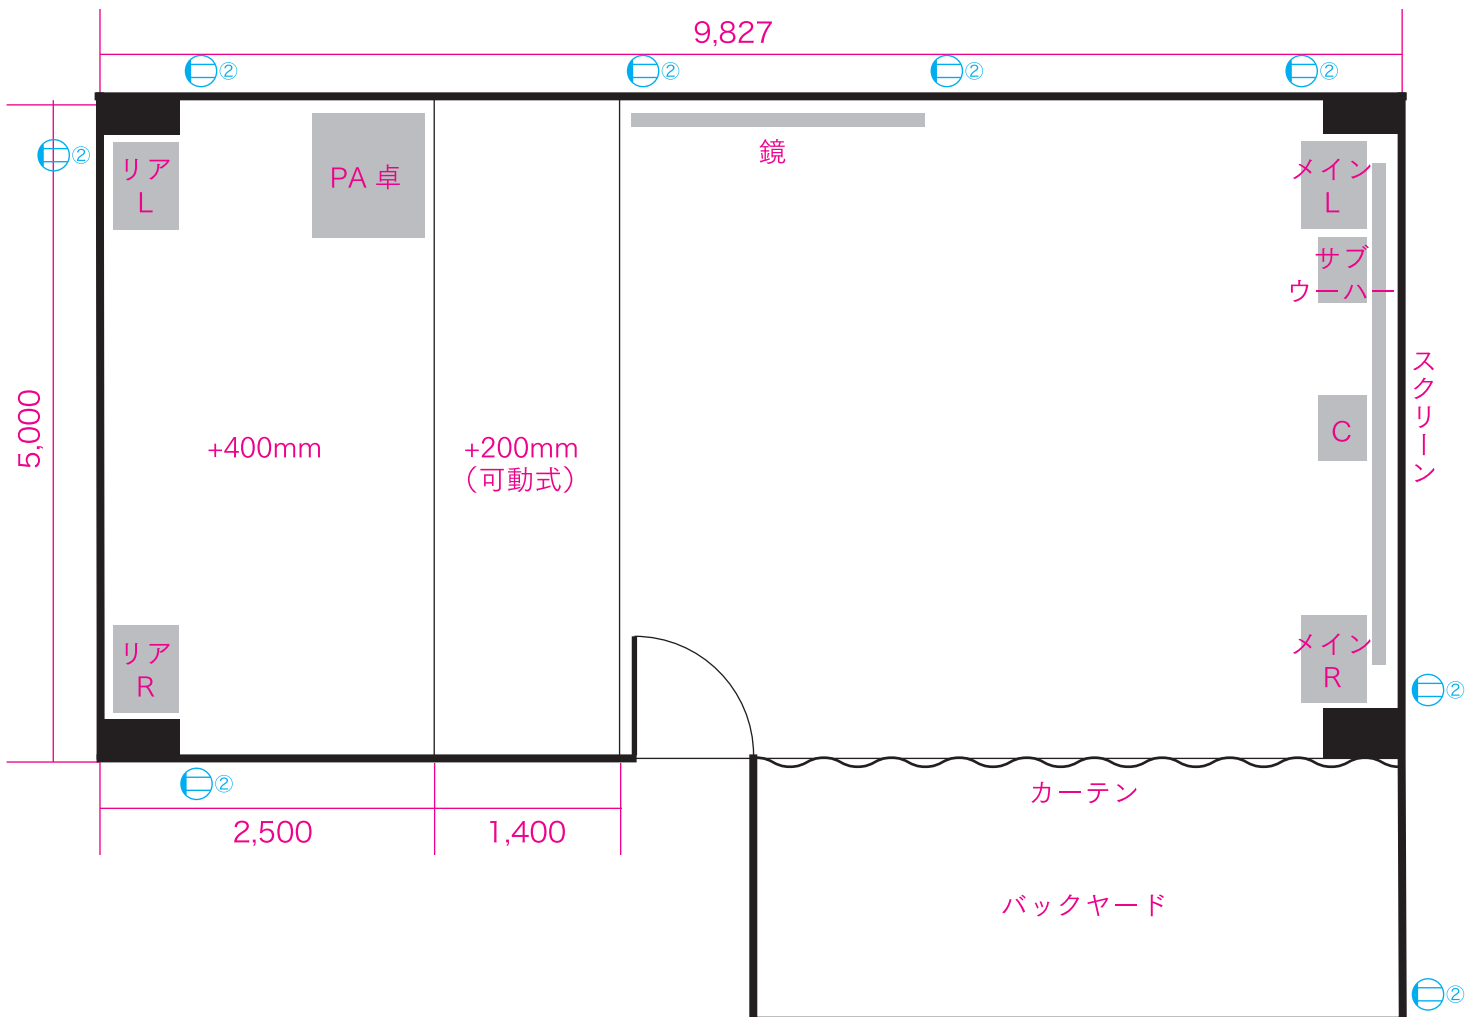 9,827
②
②
②
②
②
リア
L
PA 卓
鏡
メイン
L
サブ
ウーハー
スクリーン
5,000
+400mm
+200mm
（可動式）
C
リア
R
メイン
R
②
②
カーテン
2,500
1,400
バックヤード
②